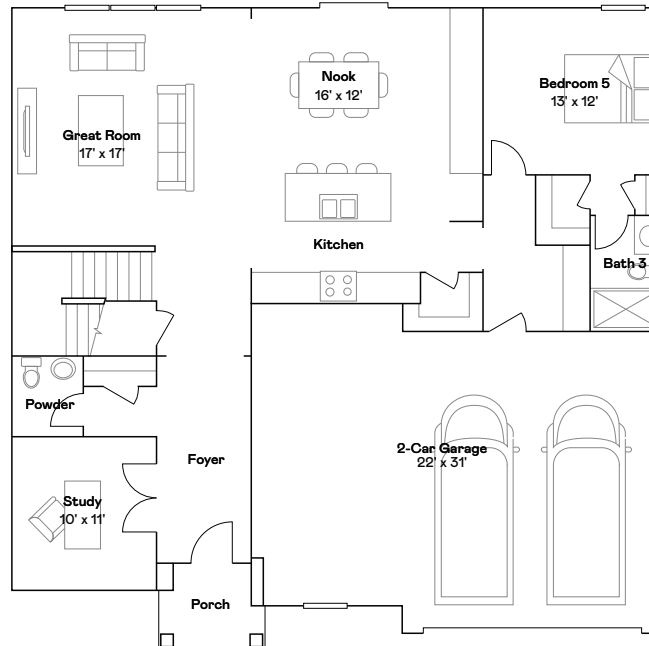 Nook
16' x 12'
Bedroom 5
13' x 12'
Great Room
17' x 17'
Kitchen
Bath 3
Powder
2-Car Garage
22' x 31'
Foyer
Study
10' x 11'
Porch